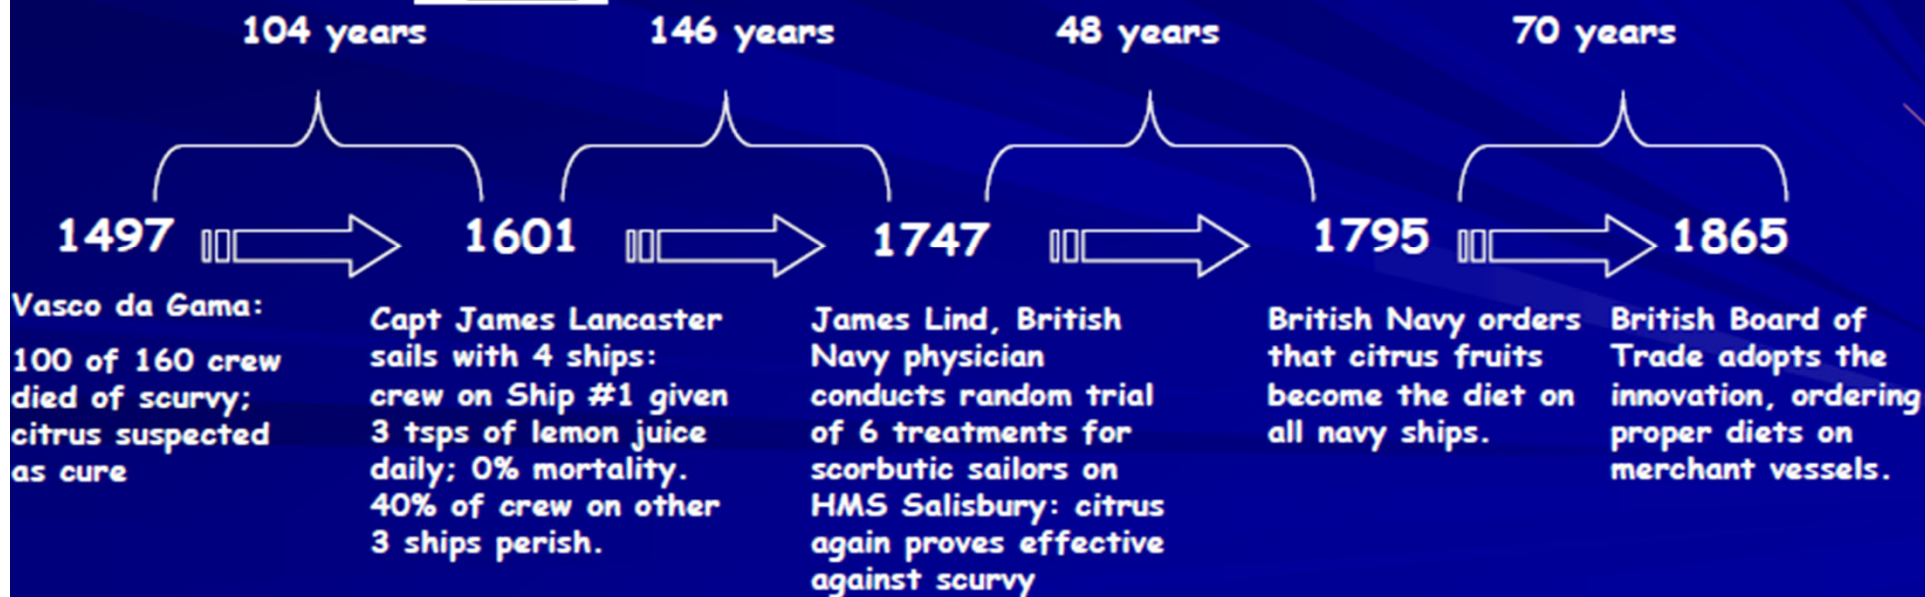 104 years
146 years
48 years
70 years
1497
1601
1747
1795
1865
Vasco da Gama:
100 of 160 crew
died of scurvy;
citrus suspected
as cure
Capt James Lancaster
sails with 4 ships:
crew on Ship #1 given
3 tsps of lemon juice
daily; 0% mortality.
40% of crew on other
3 ships perish.
James Lind, British
Navy physician
conducts random trial
of 6 treatments for
scorbutic sailors on
HMS Salisbury: citrus
again proves effective
against scurvy
British Navy orders
that citrus fruits
become the diet on
all navy ships.
British Board of
Trade adopts the
innovation, ordering
proper diets on
merchant vessels.